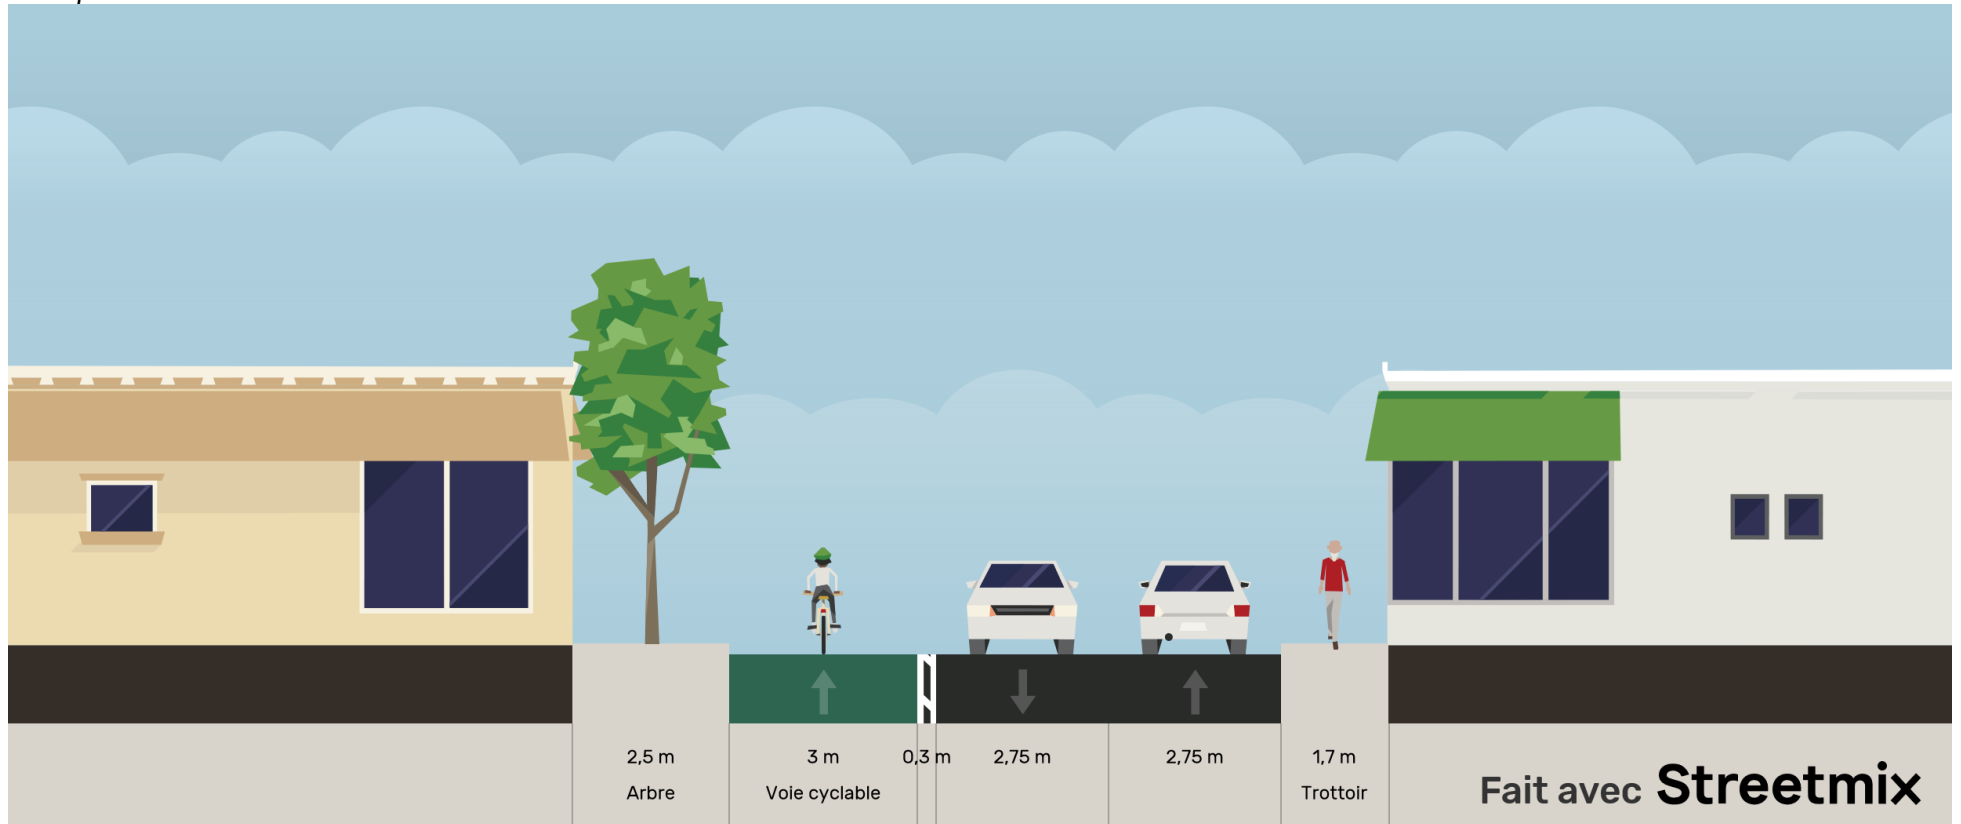 2,5 m
3 m
0,3 m
2,75 m
2,75 m
1,7 m
Arbre
Voie cyclable
Trottoir
Fait avec Streetmix